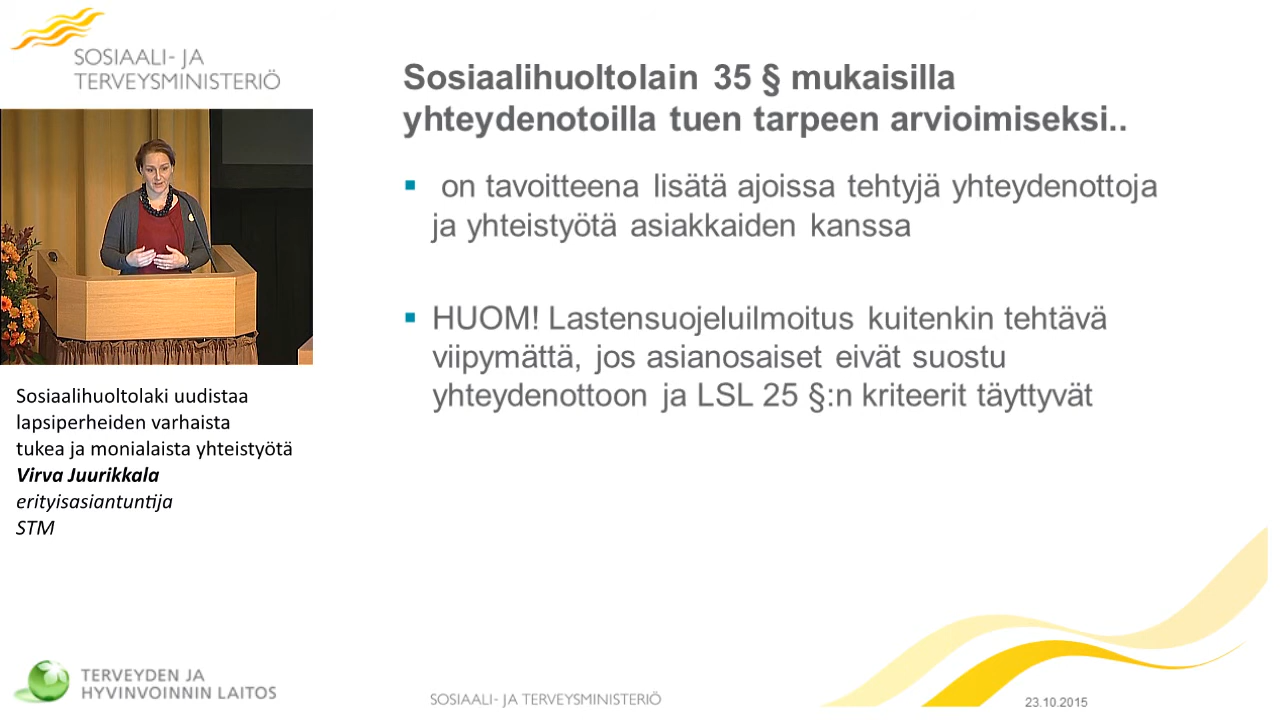 SOSIAALI- JA
TERVEYSMINISTERIÖ
Sosiaalihuoltolain 35 § mukaisilla
yhteydenotoilla tuen tarpeen arvioimiseksi..
▪ on tavoitteena lisätä ajoissa tehtyjä yhteydenottoja
ja yhteistyötä asiakkaiden kanssa
▪ HUOM! Lastensuojeluilmoitus kuitenkin tehtävä
viipymättä, jos asianosaiset eivät suostu
yhteydenottoon ja LSL 25 §:n kriteerit täyttyvät
Sosiaalihuoltolaki uudistaa
lapsiperheiden varhaista
tukea ja monialaista yhteistyötä
Virva Juurikkala
erityisasiantuntija
STM
TERVEYDEN JA
HYVINVOINNIN LAITOS
SOSIAALI- JA TERVEYSMINISTERIÖ
23.10.2015